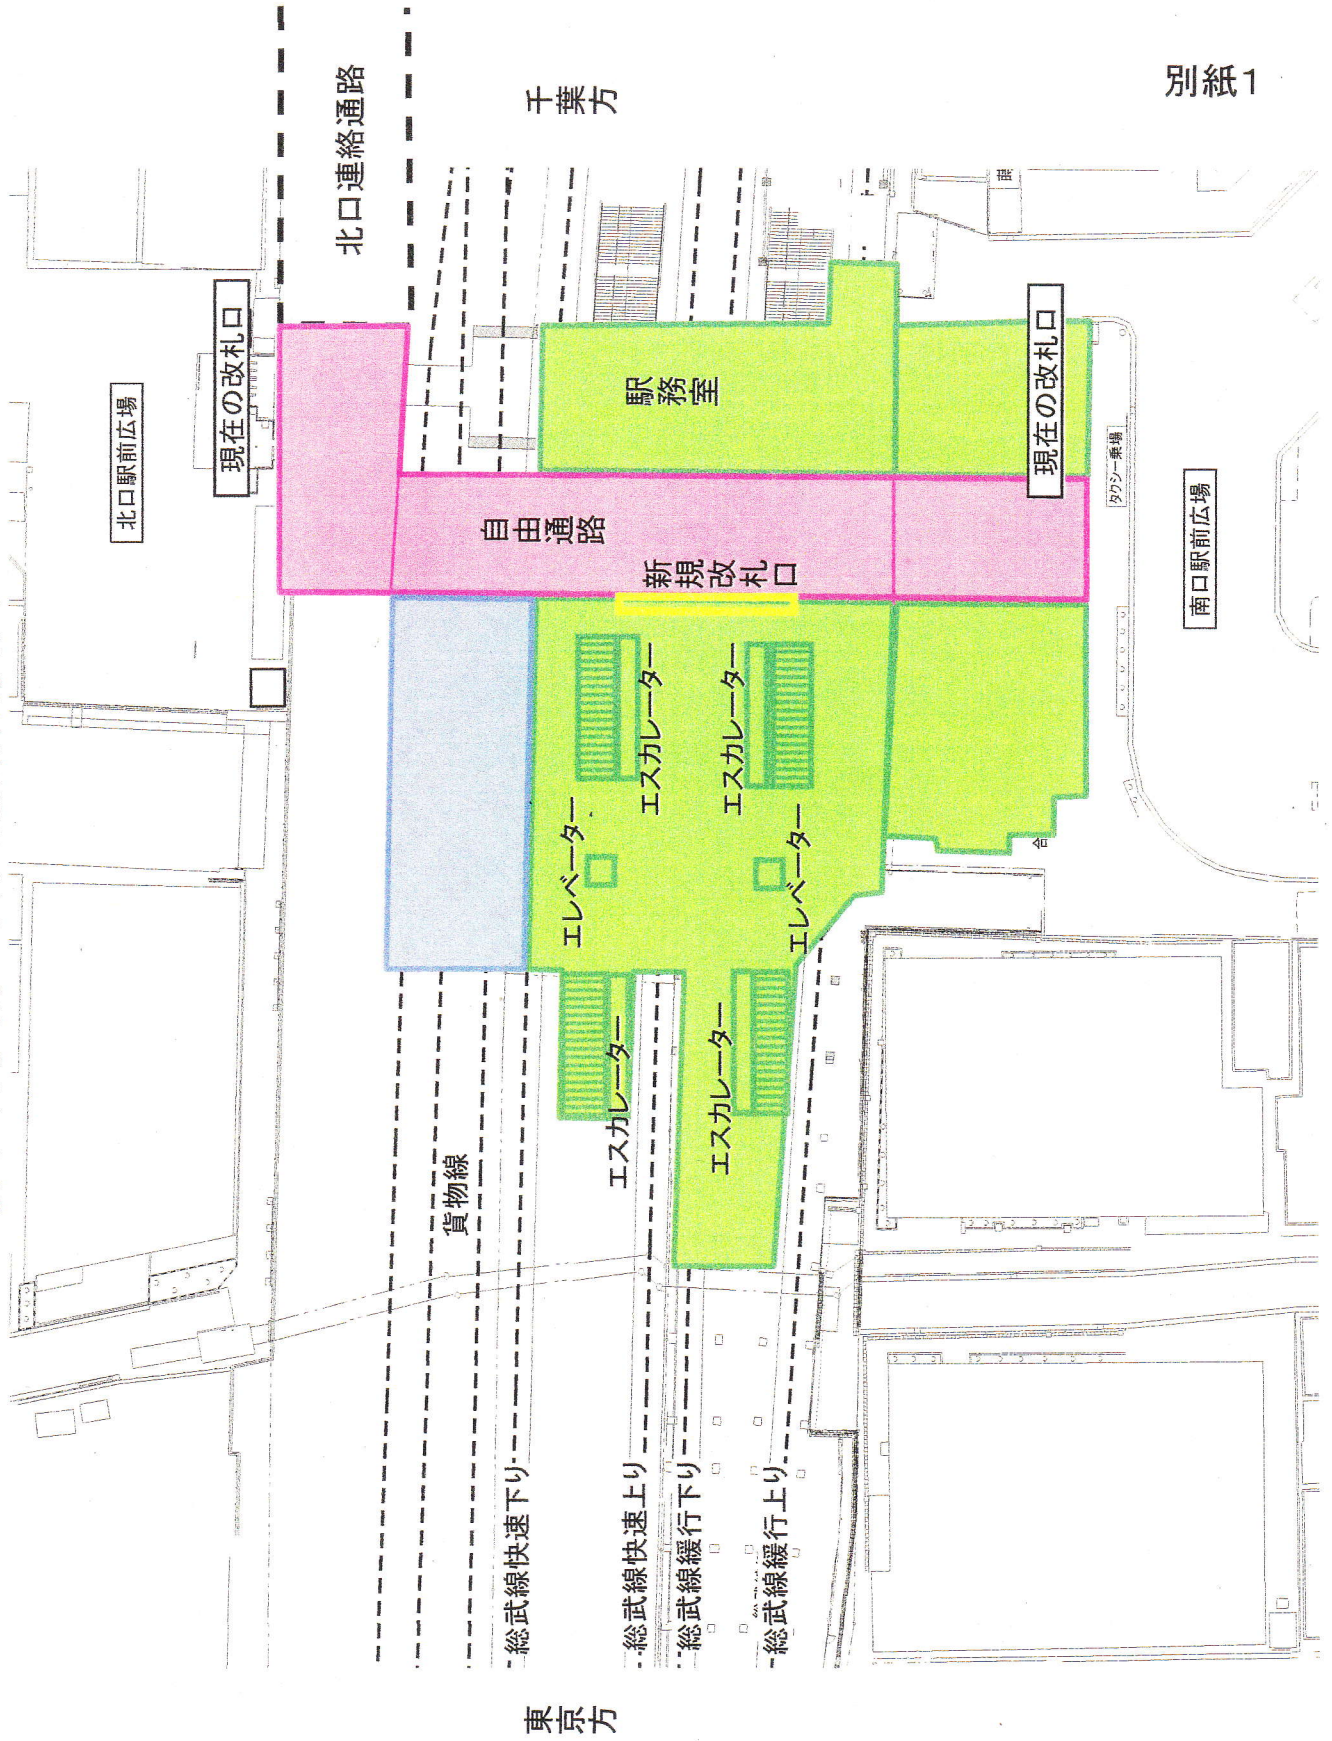 別紙1
北口連絡通路
千葉方
現在の改札口
北口駅前広場
駅務室
現在の改札口
タクシー乗場
南口駅前広場
自由通路
新規改札口
エスカレーター
エスカレーター
エレベーター
エレベーター
エスカレーター
エスカレーター
貨物線
総武線快速下り
総武線快速上り
総武線緩行下り
総武線緩行上り
東京方